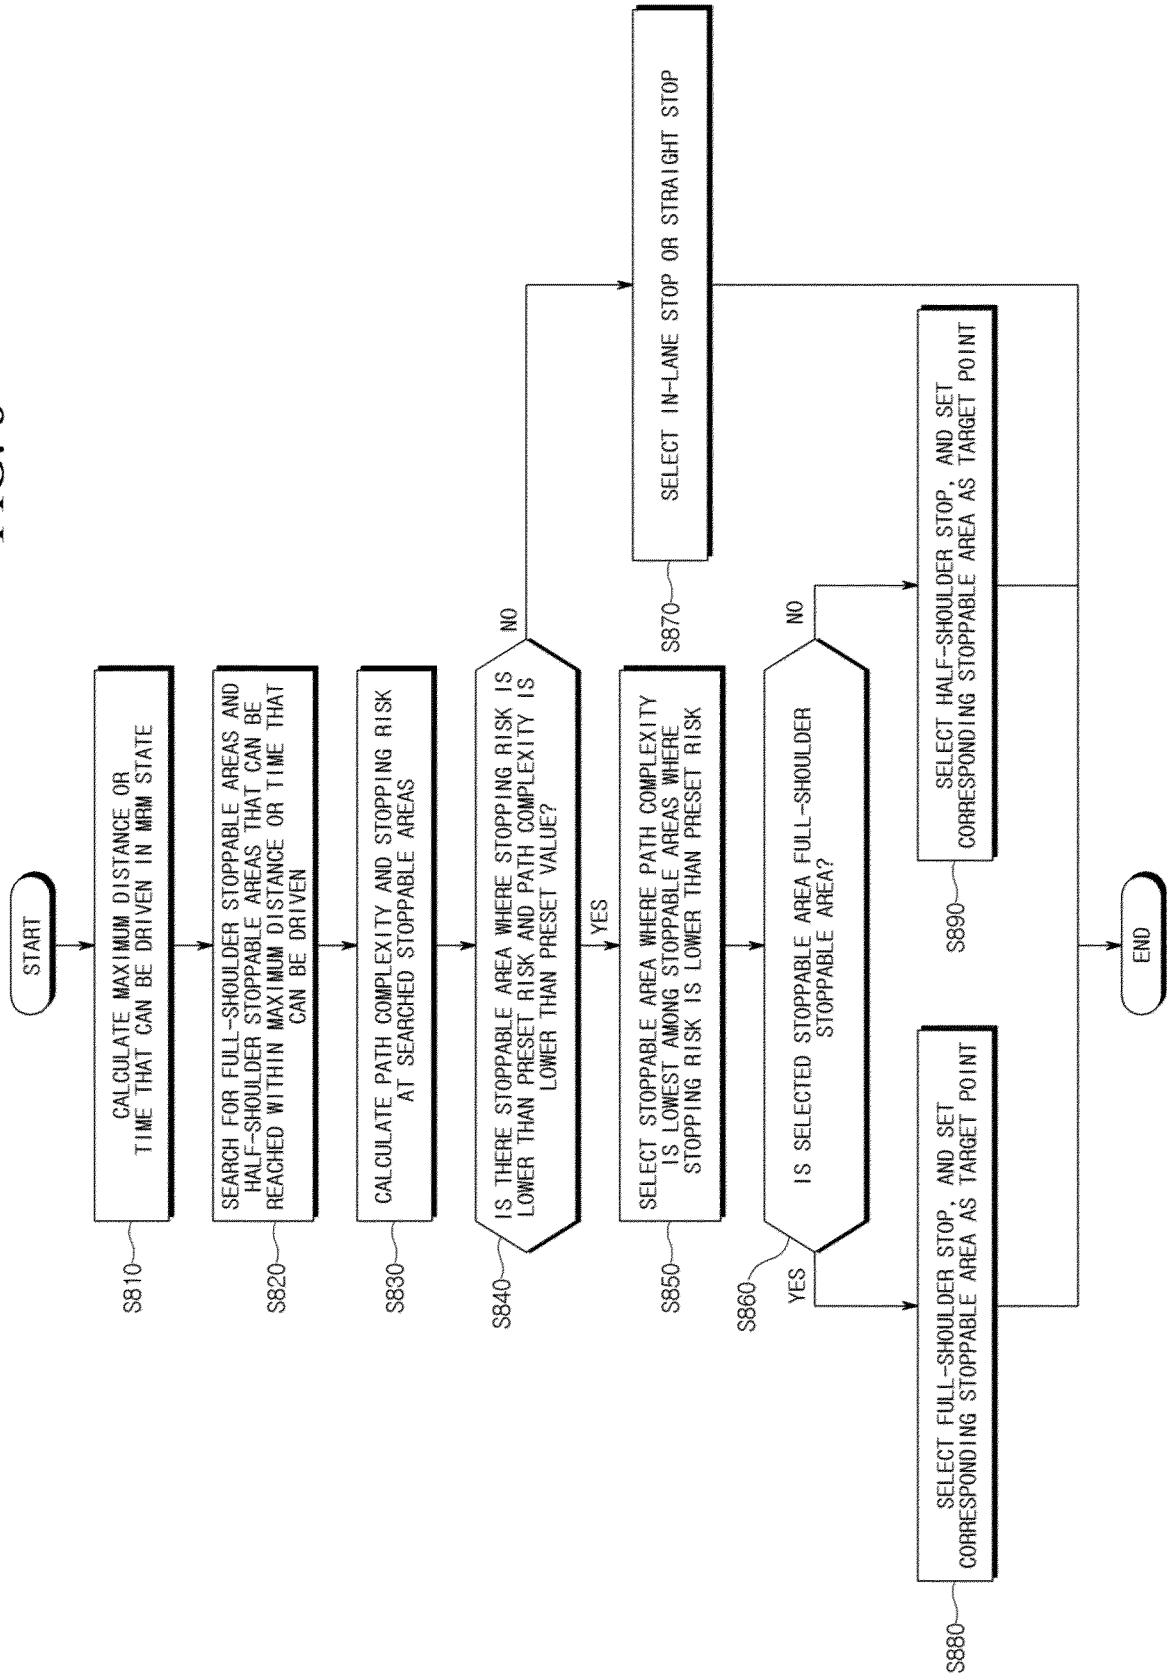 START
CALCULATE MAXIMUM DISTANCE OR
TIME THAT CAN BE DRIVEN IN MRM STATE
S810
SEARCH FOR FULL-SHOULDER STOPPABLE AREAS AND
HALF-SHOULDER STOPPABLE AREAS THAT CAN BE
REACHED WITHIN MAXIMUM DISTANCE OR TIME THAT
CAN BE DRIVEN
S820
CALCULATE PATH COMPLEXITY AND STOPPING RISK
AT SEARCHED STOPPABLE AREAS
S830
IS THERE STOPPABLE AREA WHERE STOPPING RISK IS
LOWER THAN PRESET RISK AND PATH COMPLEXITY IS
LOWER THAN PRESET VALUE?
S840
NO
YES
SELECT STOPPABLE AREA WHERE PATH COMPLEXITY
IS LOWEST AMONG STOPPABLE AREAS WHERE
STOPPING RISK IS LOWER THAN PRESET RISK
S850
SELECT IN-LANE STOP OR STRAIGHT STOP
S870
IS SELECTED STOPPABLE AREA FULL-SHOULDER
STOPPABLE AREA?
S860
YES
NO
SELECT FULL-SHOULDER STOP, AND SET
CORRESPONDING STOPPABLE AREA AS TARGET POINT
S880
SELECT HALF-SHOULDER STOP, AND SET
CORRESPONDING STOPPABLE AREA AS TARGET POINT
S890
END